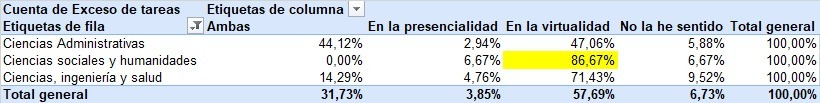 Cuenta de Exceso de tareas Etiquetas de columna
Etiquetas de fila Ambas En la presencialidad En la virtualidad No la he sentido Total general
Ciencias Administrativas 44,12% 2,94% 47,06% 5,88% 100,00%
Ciencias sociales y humanidades 0,00% 6,67% 86,67% 6,67% 100,00%
Ciencias, ingeniería y salud 14,29% 4,76% 71,43% 9,52% 100,00%
Total general 31,73% 3,85% 57,69% 6,73% 100,00%